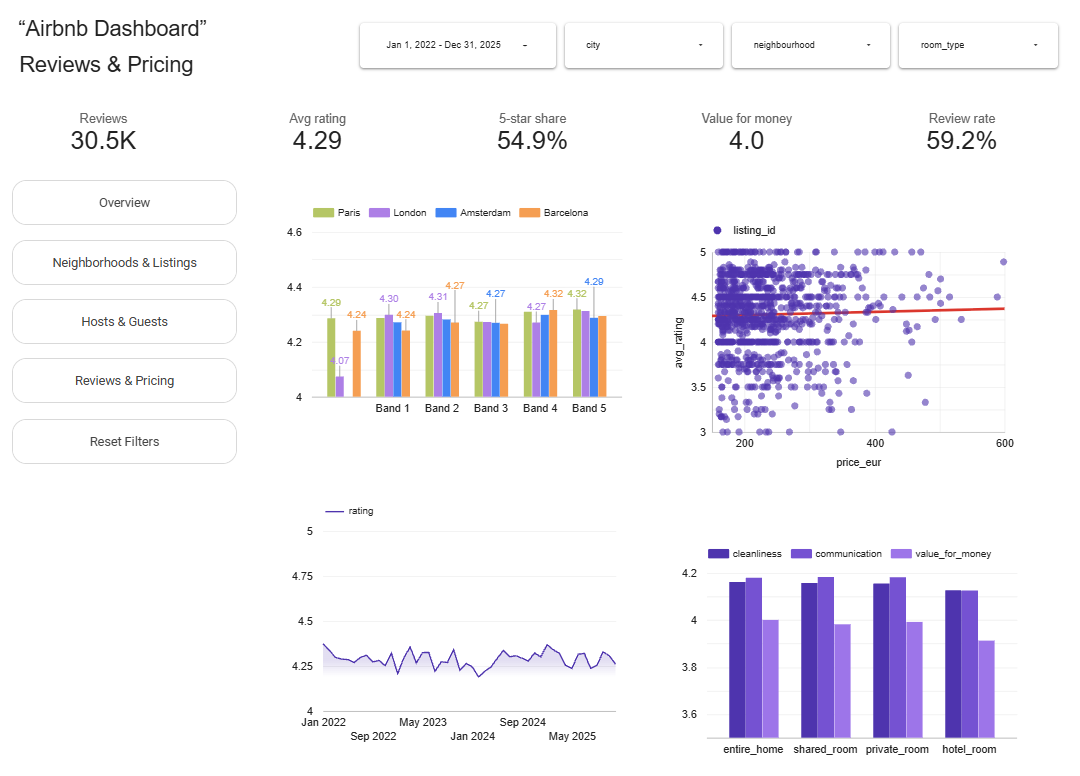 “Airbnb Dashboard”
Reviews & Pricing
Jan 1, 2022 - Dec 31, 2025
city
neighbourhood
room_type
Reviews
30.5K
Avg rating
4.29
5-star share
54.9%
Value for money
4.0
Review rate
59.2%
Overview
Neighborhoods & Listings
Hosts & Guests
Reviews & Pricing
Reset Filters
Paris London Amsterdam Barcelona
4.6
4.4
4.2
4
4.29 4.07 4.24
4.30 4.24
4.31 4.27
4.27 4.27
4.27 4.32
4.32 4.29
Band 1 Band 2 Band 3 Band 4 Band 5
listing_id
avg_rating
5
4.5
4
3.5
3
200 400 600
price_eur
rating
5
4.75
4.5
4.25
4
Jan 2022 May 2023 Sep 2024
Sep 2022 Jan 2024 May 2025
cleanliness communication value_for_money
4.2
4
3.8
3.6
entire_home shared_room private_room hotel_room